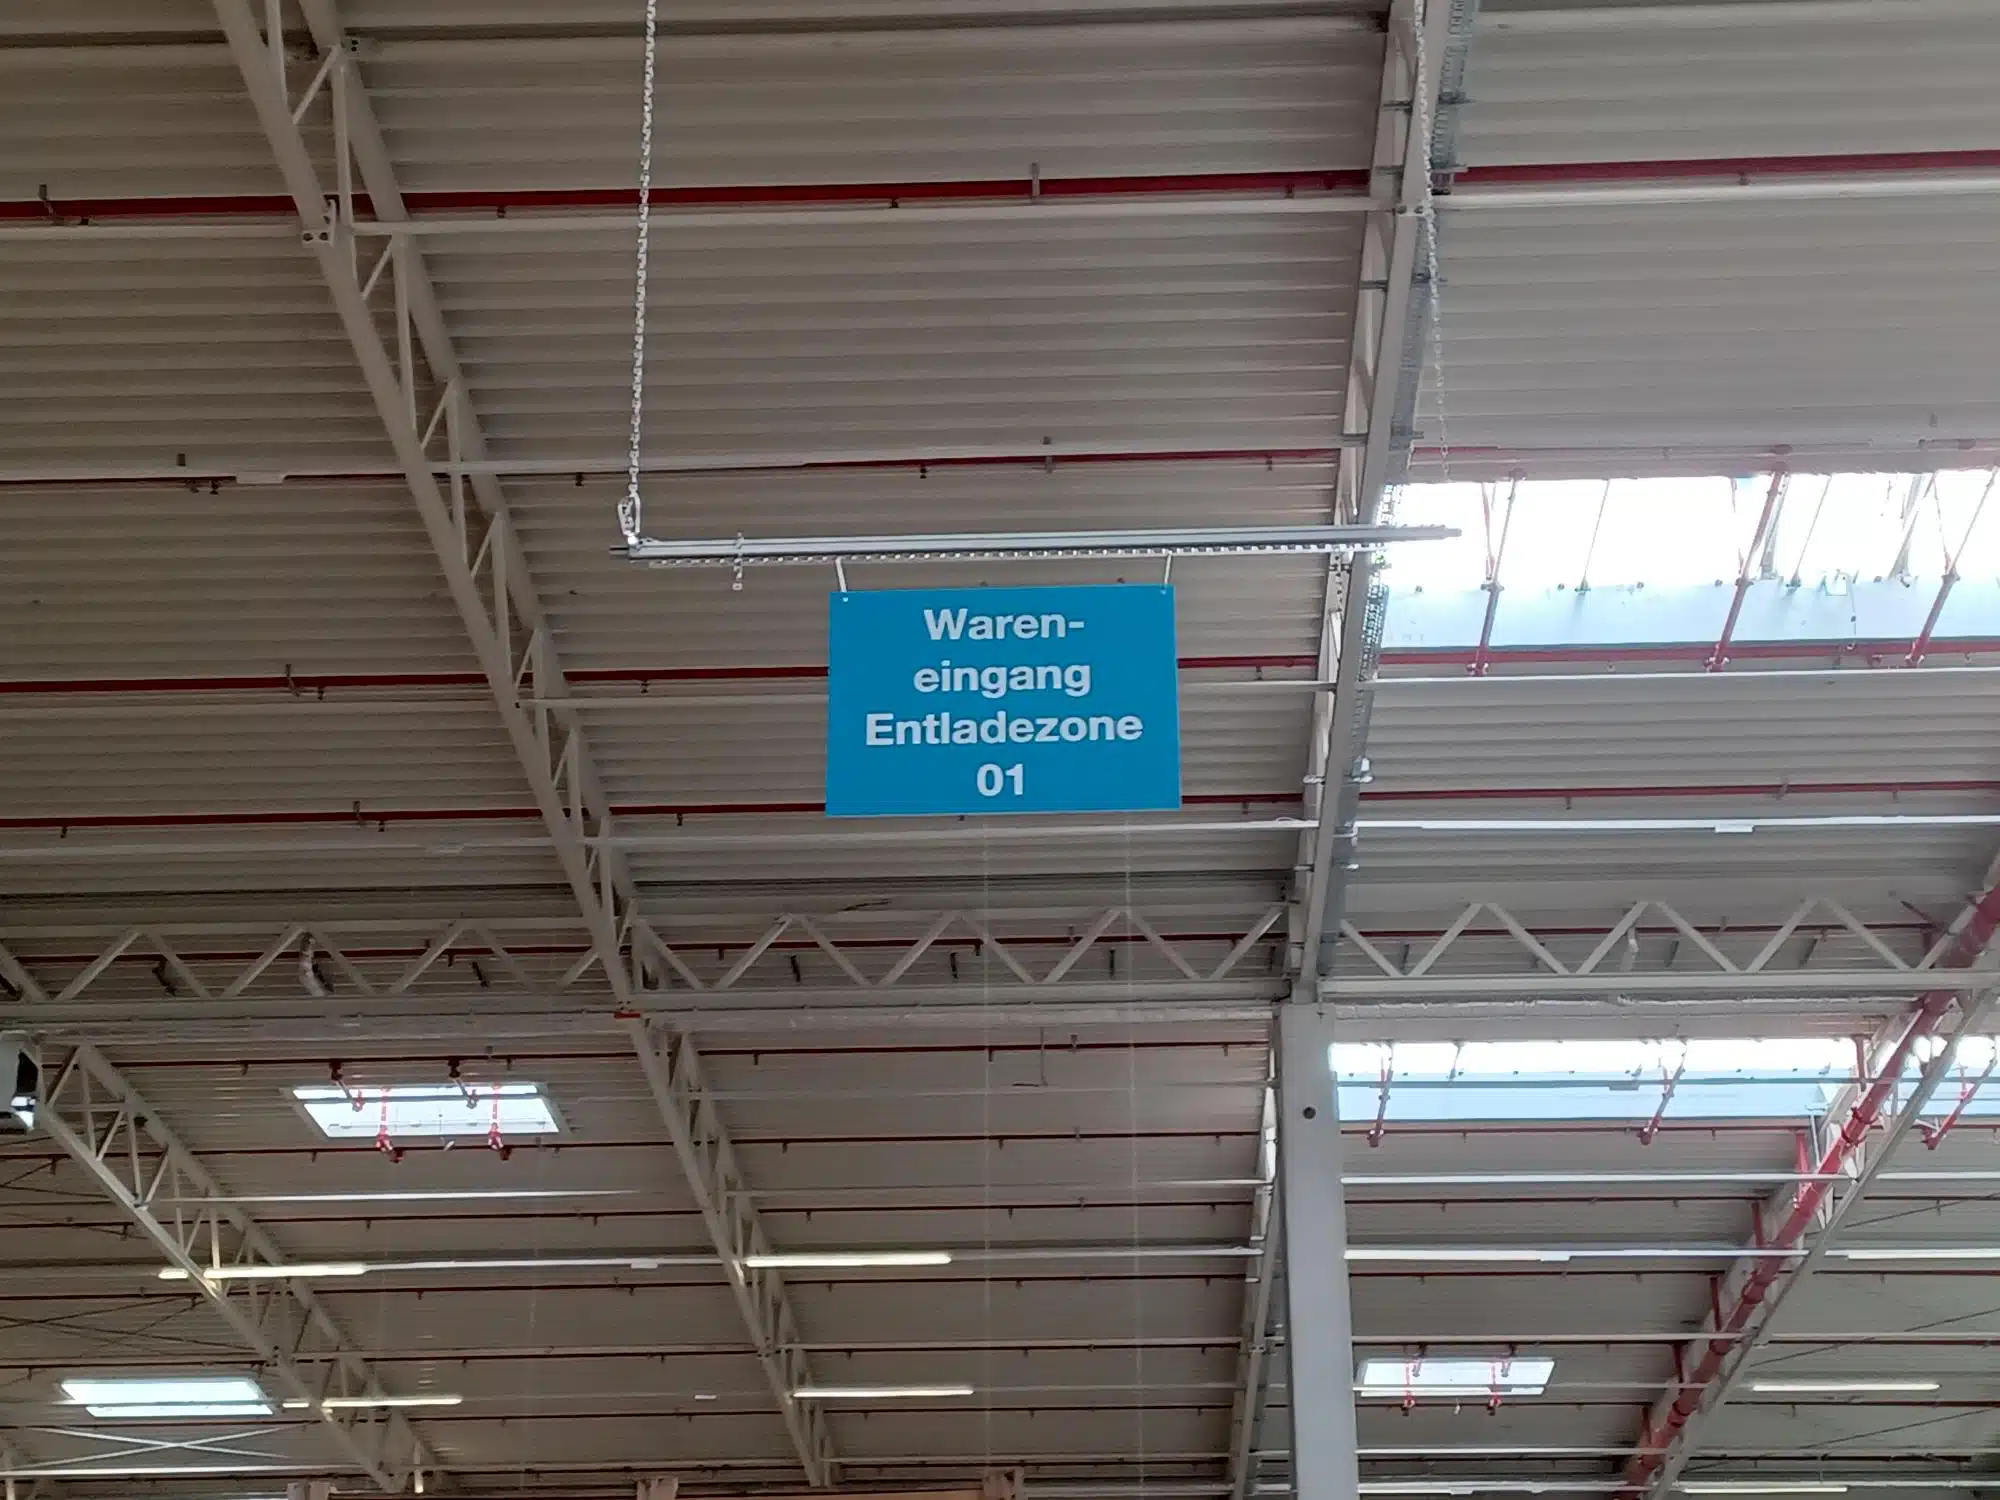 Waren-
eingang
Entladezone
01